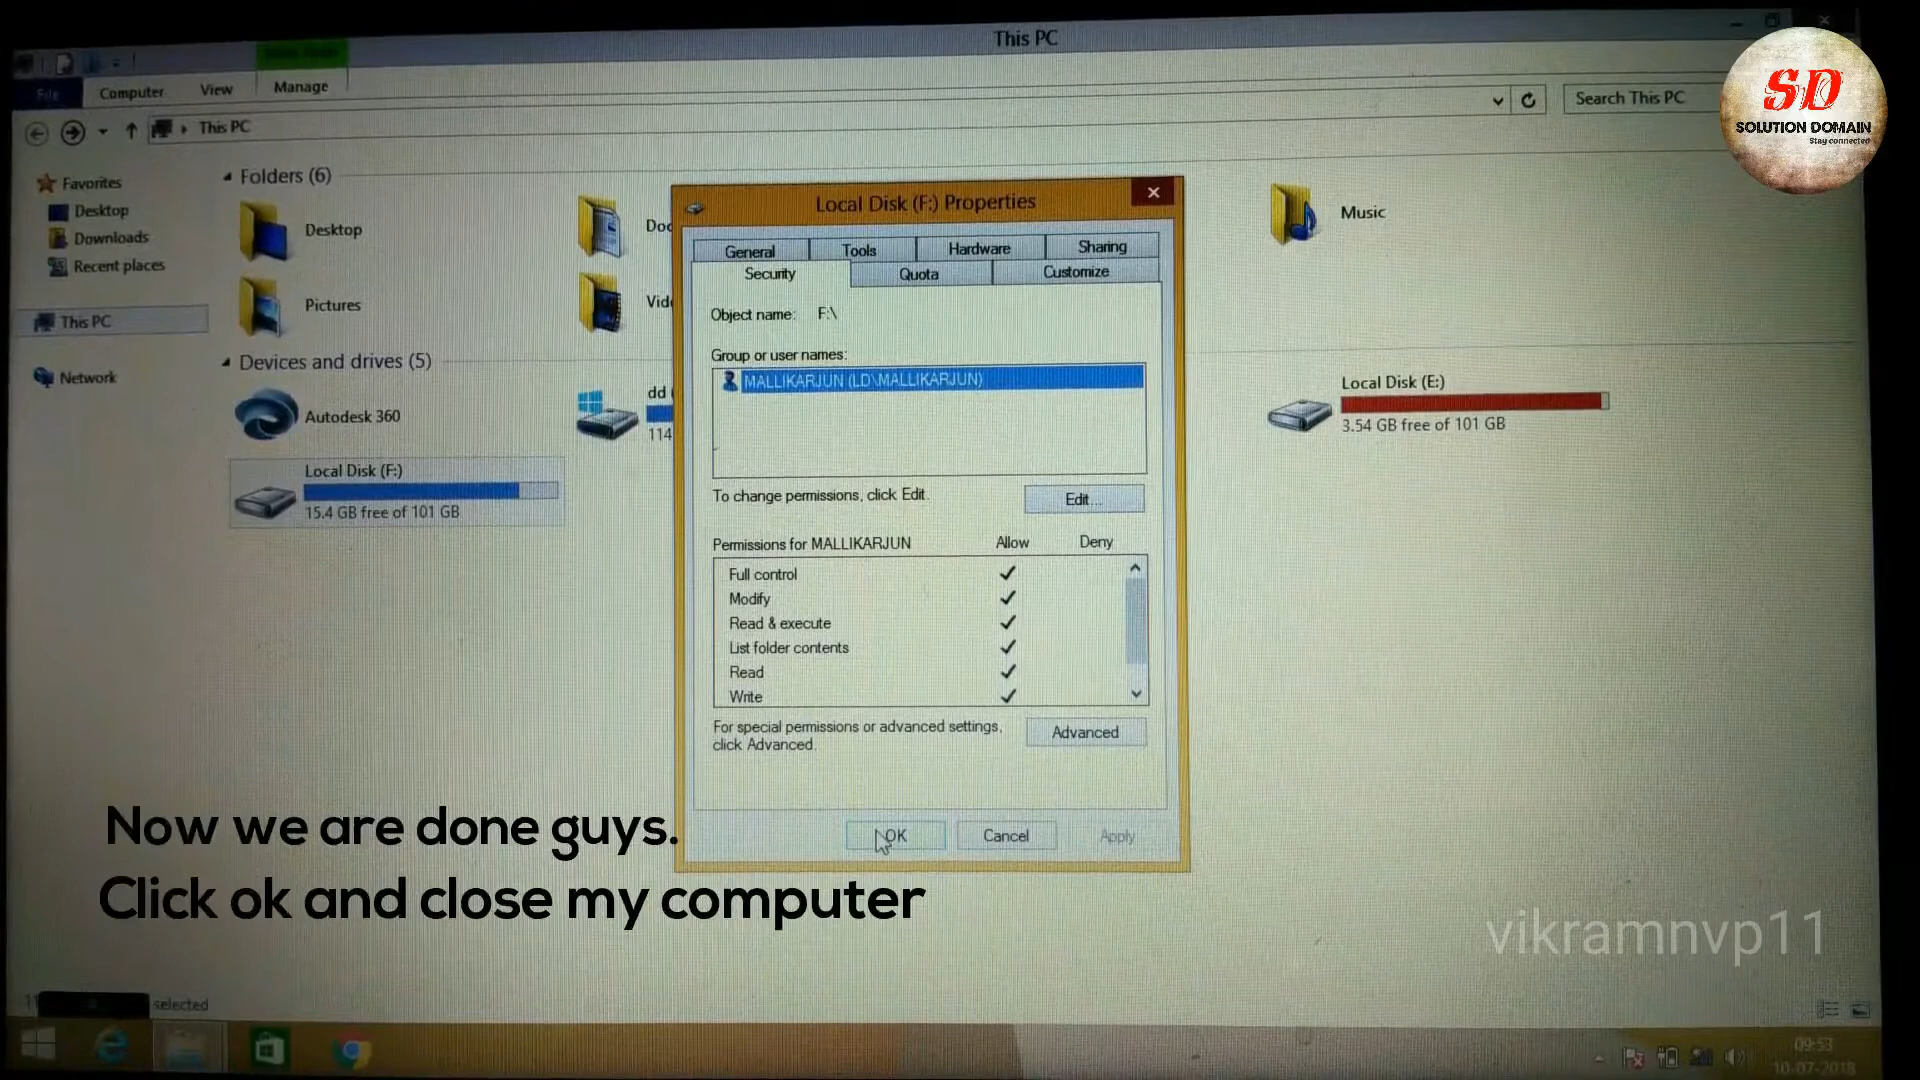 This PC
File
Computer
View
Manage
This PC
Search This PC
SD
SOLUTION DOMAIN
Stay connected
Favorites
Desktop
Downloads
Recent places
This PC
Network
Folders (6)
Desktop
Doc
Music
Pictures
Vid
Devices and drives (5)
Autodesk 360
dd
114
Local Disk (E:)
3.54 GB free of 101 GB
Local Disk (F:)
15.4 GB free of 101 GB
Local Disk (F:) Properties
General
Tools
Hardware
Sharing
Security
Quota
Customize
Object name: F:\
Group or user names:
MALLIKARJUN (LD\MALLIKARJUN)
To change permissions, click Edit.
Edit...
Permissions for MALLIKARJUN Allow Deny
Full control
Modify
Read & execute
List folder contents
Read
Write
For special permissions or advanced settings,
click Advanced.
Advanced
OK
Cancel
Apply
Now we are done guys.
Click ok and close my computer
vikramnvp11
selected
09:53
10-07-2018